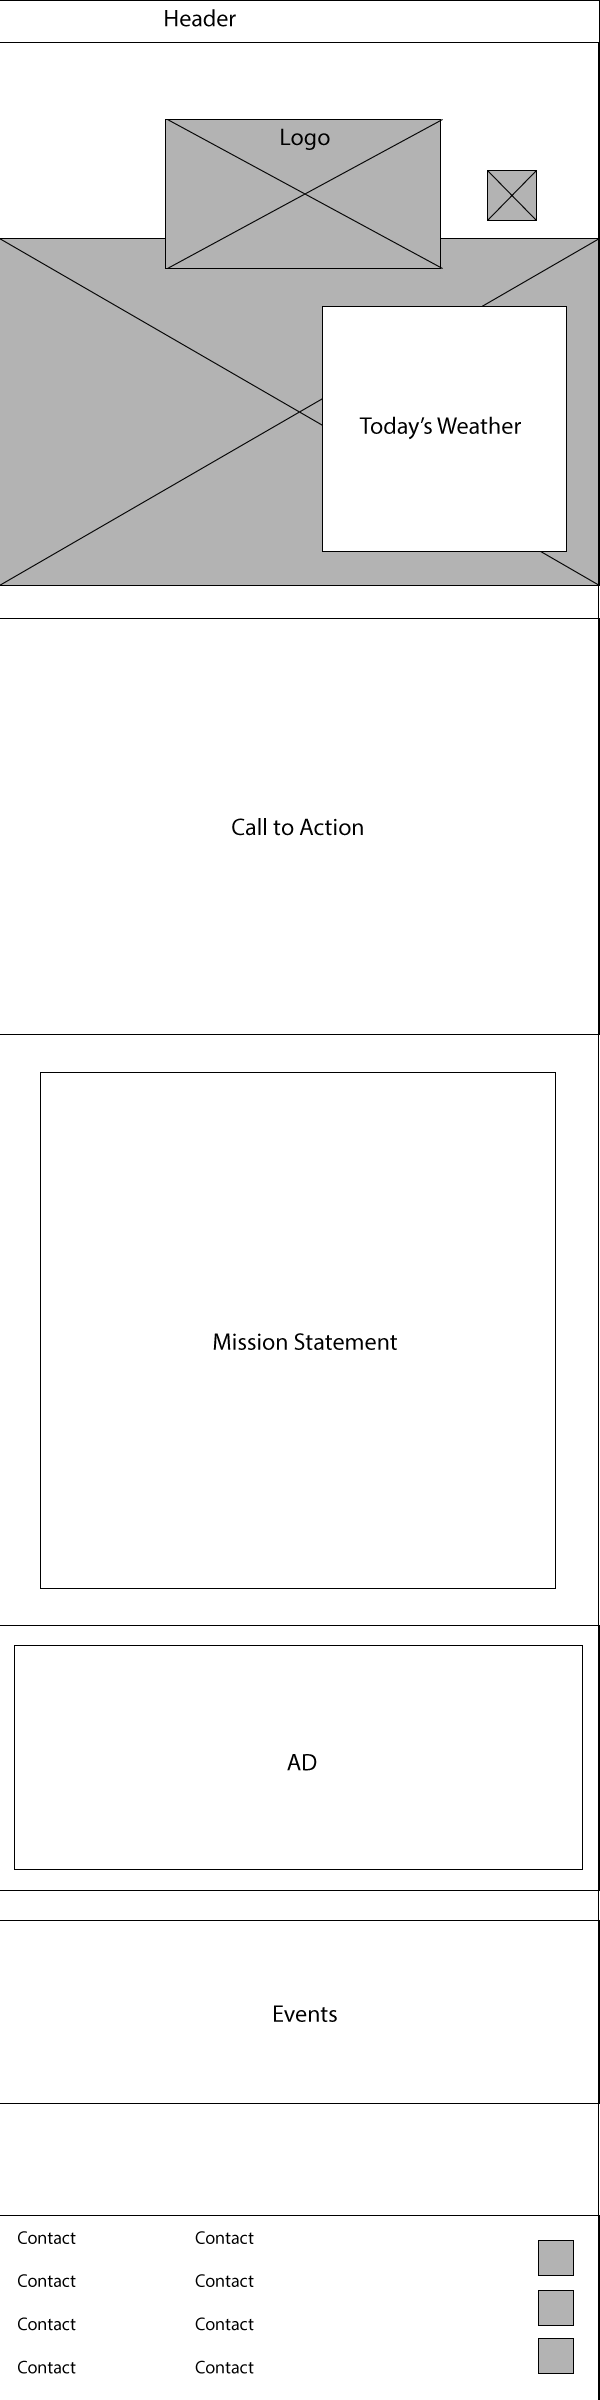 Header
Logo
Today’s Weather
Call to Action
Mission Statement
AD
Events
Contact
Contact
Contact
Contact
Contact
Contact
Contact
Contact